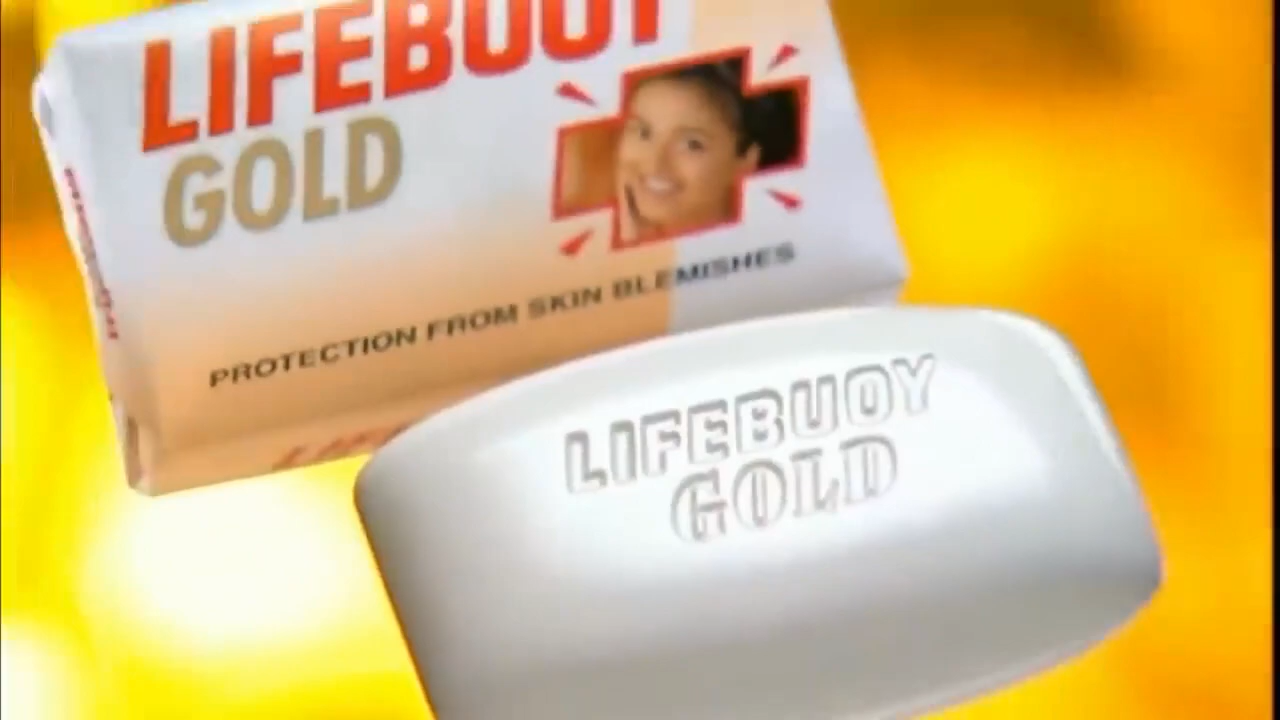 LIFEBUOY
GOLD
PROTECTION FROM SKIN BLEMISHES
LIFEBUOY
GOLD